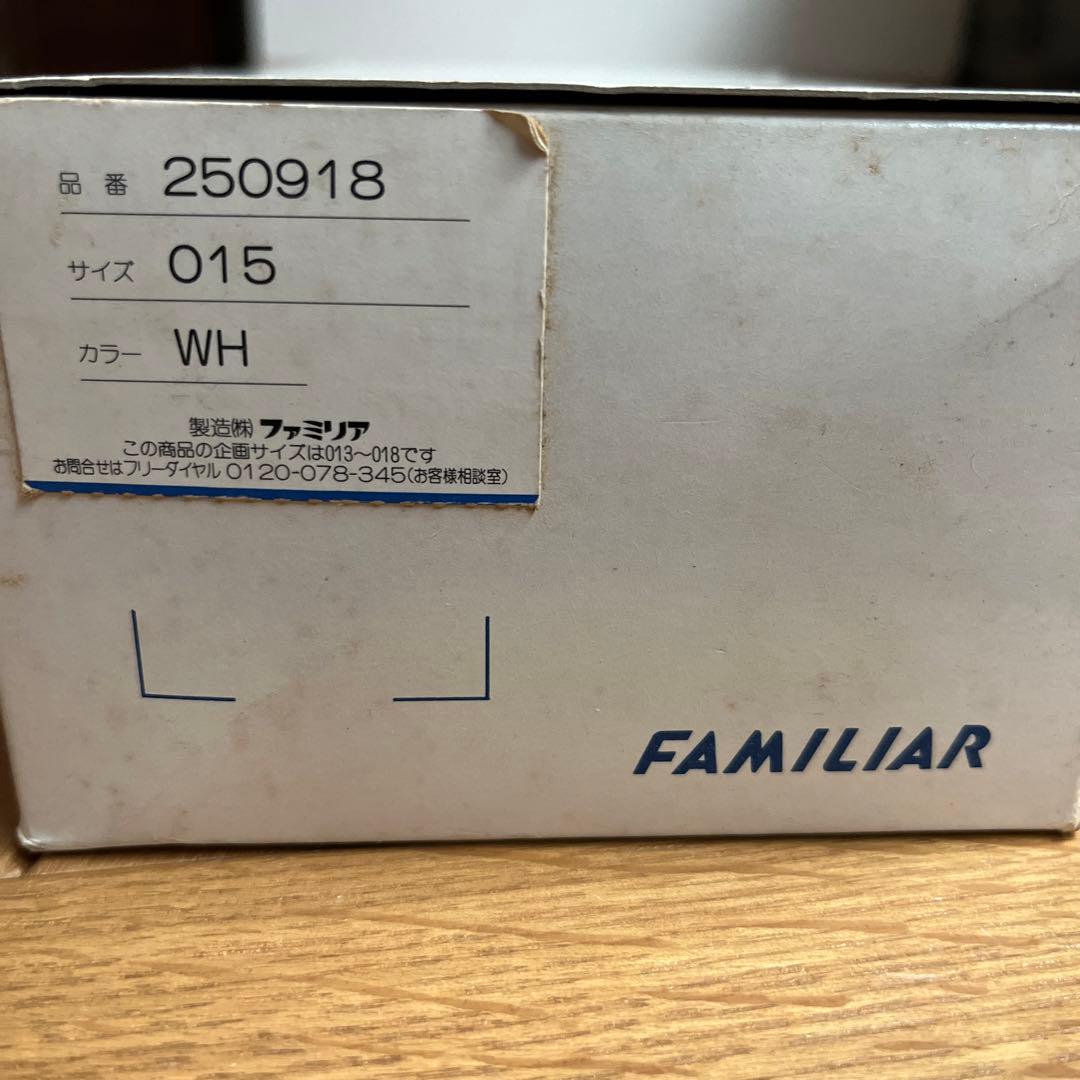 品番 250918
サイズ 015
カラー WH
製造㈱ファミリア
この商品の企画サイズは013〜018です
お問合せはフリーダイヤル 0120-078-345(お客様相談室)
FAMILIAR